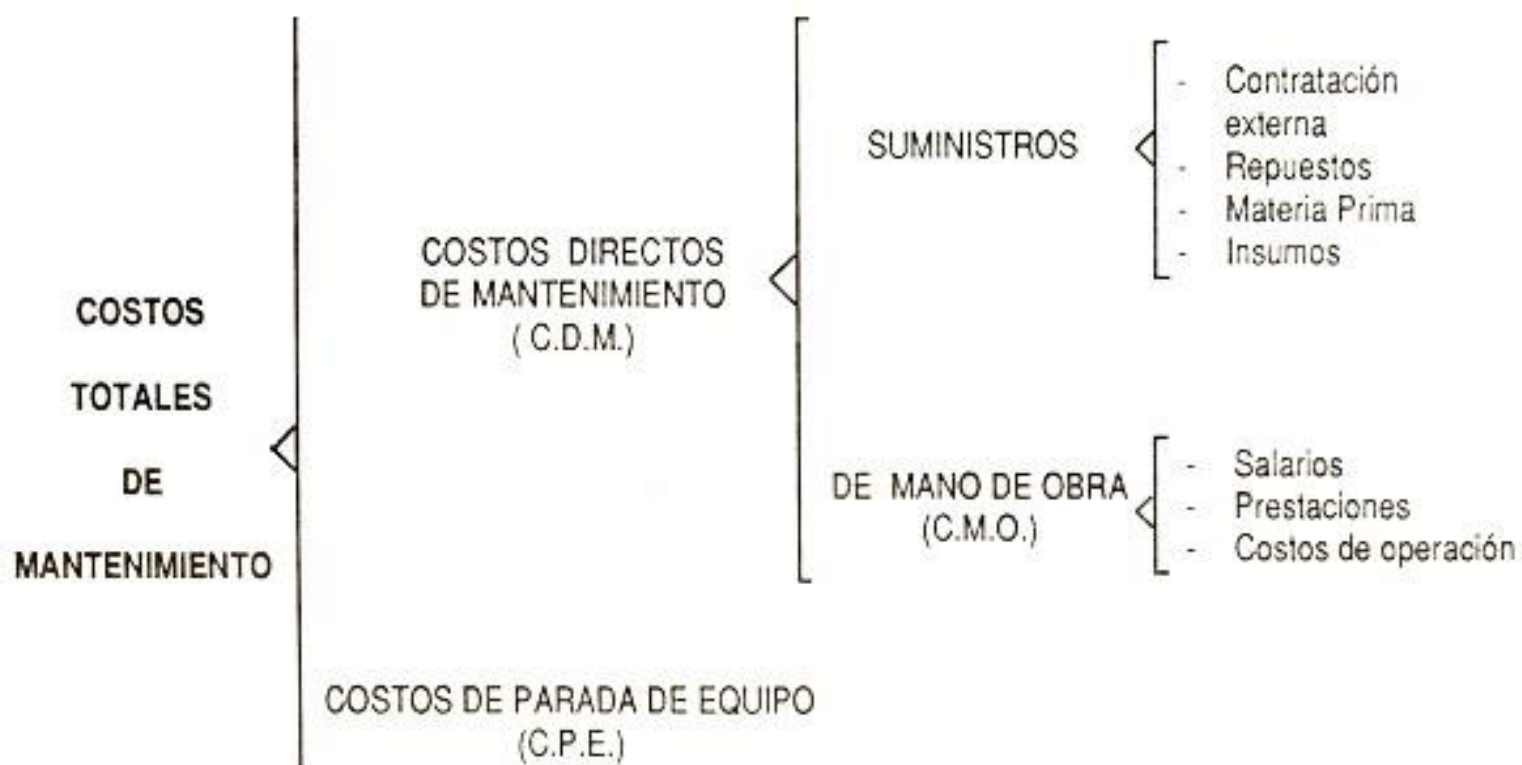 COSTOS
TOTALES
DE
MANTENIMIENTO
COSTOS DIRECTOS
DE MANTENIMIENTO
( C.D.M.)
SUMINISTROS
- Contratación
externa
- Repuestos
- Materia Prima
- Insumos
DE MANO DE OBRA
(C.M.O.)
- Salarios
- Prestaciones
- Costos de operación
COSTOS DE PARADA DE EQUIPO
(C.P.E.)